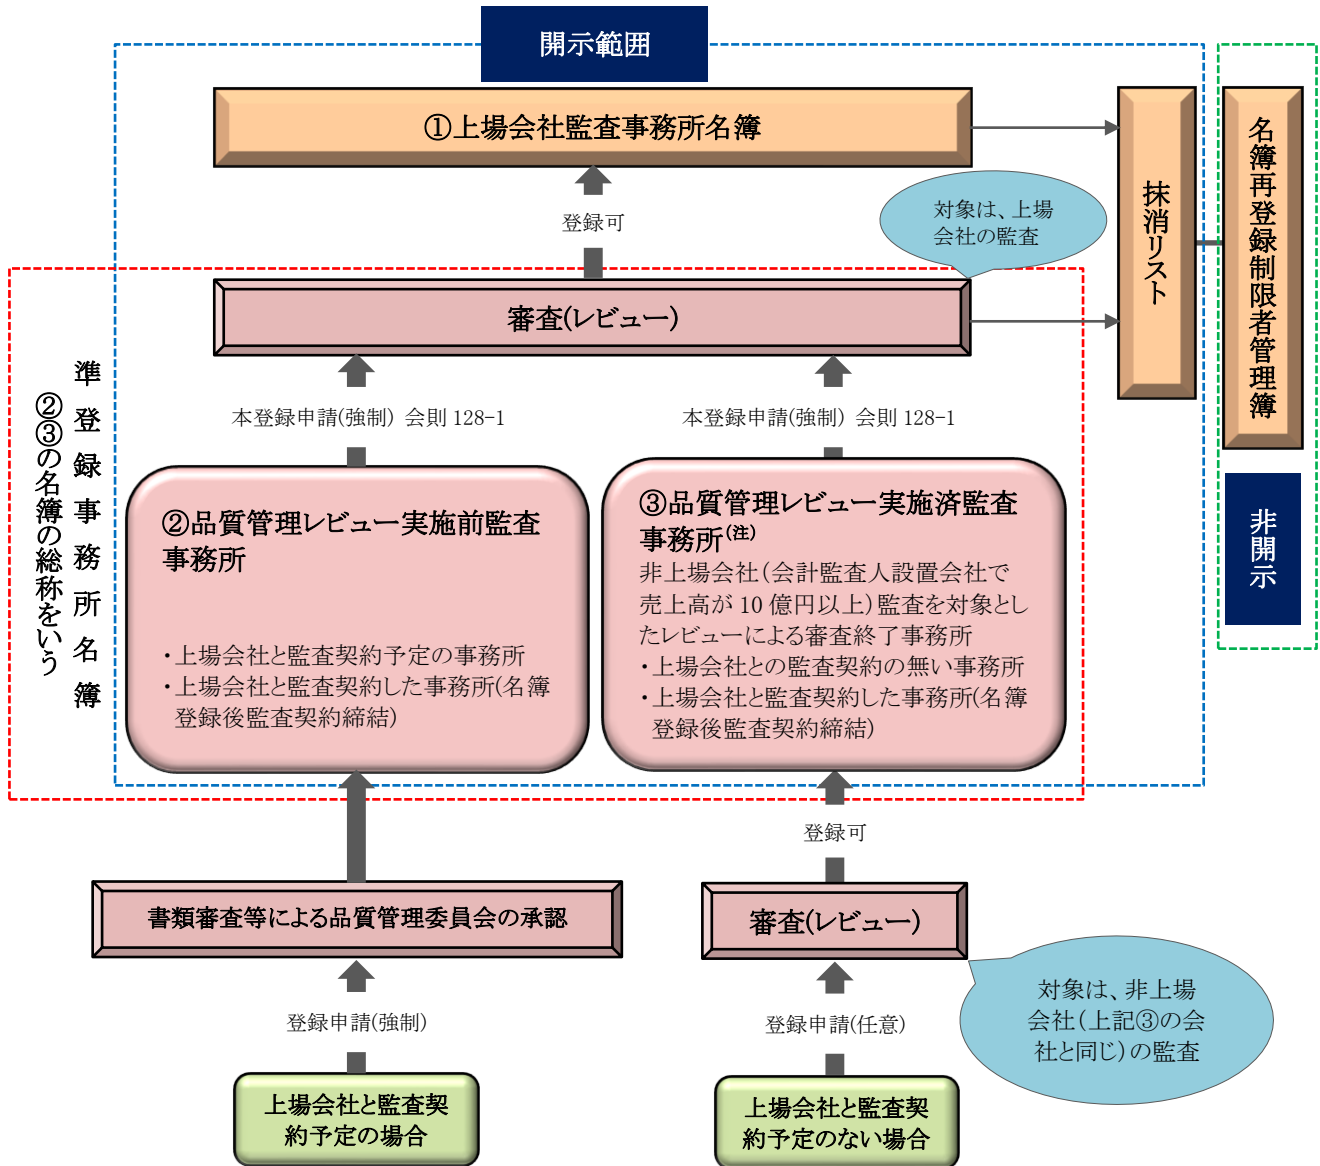 開示範囲
①上場会社監査事務所名簿
登録可
対象は、上場
会社の監査
抹消リスト
名簿再登録制限者管理簿
非開示
審査(レビュー)
本登録申請(強制) 会則 128-1
本登録申請(強制) 会則 128-1
準登録事務所名簿
②③の名簿の総称をいう
②品質管理レビュー実施前監査
事務所
・上場会社と監査契約予定の事務所
・上場会社と監査契約した事務所(名簿
登録後監査契約締結)
③品質管理レビュー実施済監査
事務所(注)
非上場会社(会計監査人設置会社で
売上高が 10 億円以上)監査を対象とし
たレビューによる審査終了事務所
・上場会社との監査契約の無い事務所
・上場会社と監査契約した事務所(名簿
登録後監査契約締結)
登録可
書類審査等による品質管理委員会の承認
審査(レビュー)
対象は、非上場
会社(上記③の会
社と同じ)の監査
登録申請(強制)
登録申請(任意)
上場会社と監査契
約予定の場合
上場会社と監査契
約予定のない場合